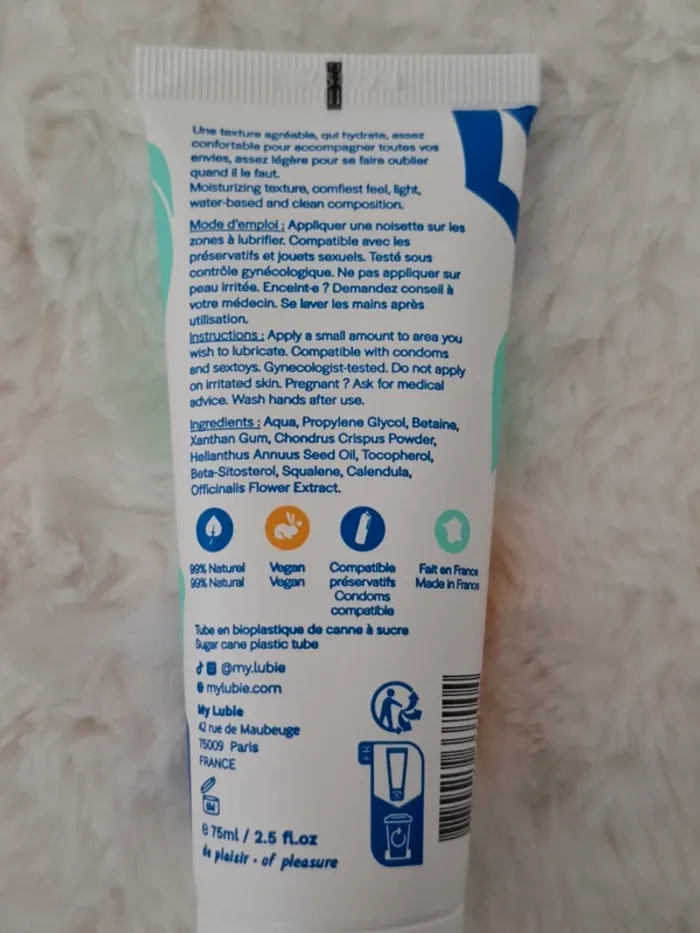 Une texture agréable, qui hydrate, assez
confortable pour accompagner toutes vos
envies, assez légère pour se faire oublier
quand il le faut.
Moisturizing texture, comfiest feel, light,
water-based and clean composition.
Mode d'emploi : Appliquer une noisette sur les
zones à lubrifier. Compatible avec les
préservatifs et jouets sexuels. Testé sous
contrôle gynécologique. Ne pas appliquer sur
peau irritée. Enceint·e ? Demandez conseil à
votre médecin. Se laver les mains après
utilisation.
Instructions : Apply a small amount to area you
wish to lubricate. Compatible with condoms
and sextoys. Gynecologist-tested. Do not apply
on irritated skin. Pregnant ? Ask for medical
advice. Wash hands after use.
Ingredients : Aqua, Propylene Glycol, Betaine,
Xanthan Gum, Chondrus Crispus Powder,
Helianthus Annuus Seed Oil, Tocopherol,
Beta-Sitosterol, Squalene, Calendula,
Officinalis Flower Extract.
99% Naturel
99% Natural
Vegan
Vegan
Compatible
préservatifs
Condoms
compatible
Fait en France
Made in France
Tube en bioplastique de canne à sucre
Sugar cane plastic tube
@my.lubie
mylubie.com
My Lubie
42 rue de Maubeuge
75009 Paris
FRANCE
FR
75ml / 2.5 fl.oz
de plaisir · of pleasure